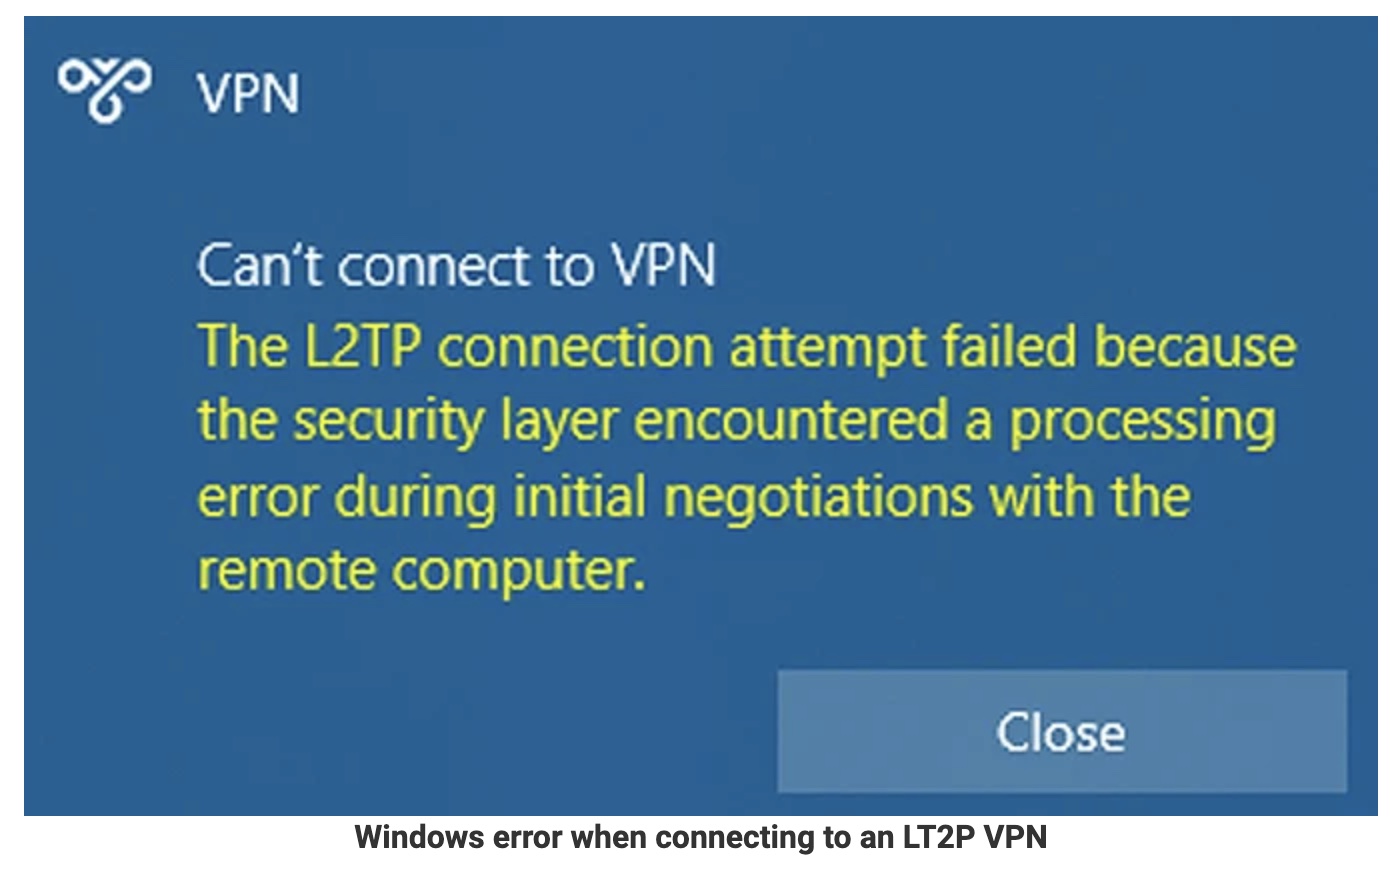 VPN
Can't connect to VPN
The L2TP connection attempt failed because
the security layer encountered a processing
error during initial negotiations with the
remote computer.
Close
Windows error when connecting to an LT2P VPN